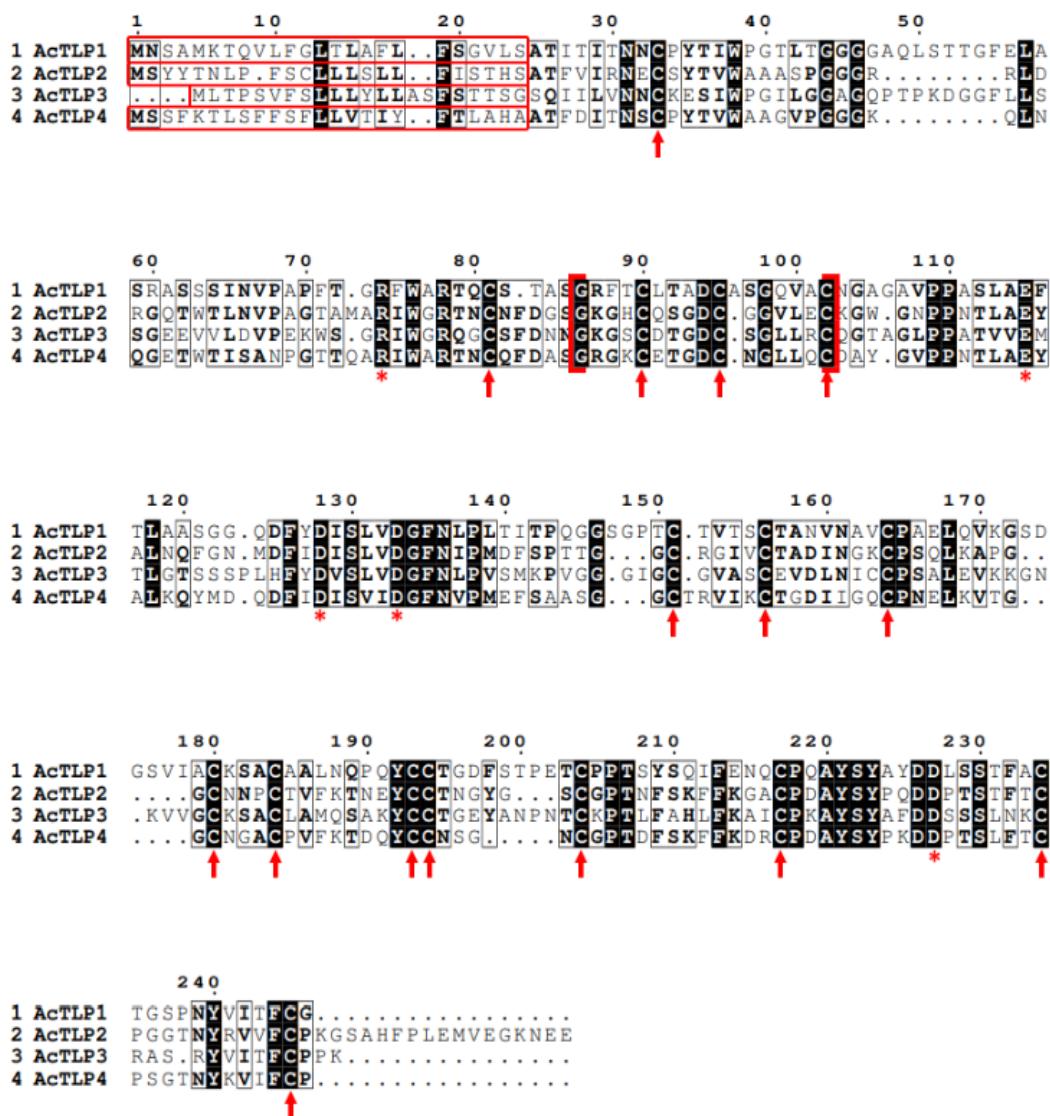 1 10 20 30 40 50
1 AcTLP1 MNSAMKTQVLFGLTLAFL..FSGVLSATITITNNCPYTIWPGTLTGGGGAQLSTTGFELA
2 AcTLP2 MSYYTNLP.FSCLLLSLL..FISTHSATFVIRNECSYTVWAAASPGGGR........RLD
3 AcTLP3 ....MLTPSVFSLLLYLLASFSTTSGSQIILVNNCKESIWPGILGGAGQPTPKDGGFLLS
4 AcTLP4 MSSFKTLSFFSFLLVTIY..FTLAHAATFDITNSCPYTVWAAGVPGGGK........QLN
60 70 80 90 100 110
1 AcTLP1 SRASSSINVPAPFT.GRFWARTQCS.TASGRFTCLTADCASGQVACNGAGAVPPASLAEF
2 AcTLP2 RGQTWTLNVPAGTAMARIWGRTNCNFDGSGKGHCQSGDC.GGVLECKGW.GNPPNTLAEY
3 AcTLP3 SGEEVVLDVPEKWS.GRIWGRQGCSFDNNGKGSCDTGDC.SGLLRCQGTAGLPPATVVEM
4 AcTLP4 QGETWTISANPGTTQARIWARTNCQFDASGRGKCETGDC.NGLLQCDAY.GVPPNTLAEY
* *
120 130 140 150 160 170
1 AcTLP1 TLAASGG.QDFYDISLVDGFNLPLTITPQGGSGPTC.TVTSCTANVNAVCPAELQVKGSD
2 AcTLP2 ALNQFGN.MDFIDISLVDGFNIPMDFSPTTG...GC.RGIVCTADINGKCPSQLKAPG..
3 AcTLP3 TLGTSSSPLHFYDVSLVDGFNLPVSMKPVGG.GIGC.GVASCEVDLNICCPSALEVKKGN
4 AcTLP4 ALKQYMD.QDFIDISVIDGFNVPMEFSAASG...GCTRVIKCTGDIIGQCPNELKVTG..
* *
180 190 200 210 220 230
1 AcTLP1 GSVIACKSACAALNQPQYCCTGDFSTPETCPPTSYSQIFENQCPQAYSYAYDDLSSTFAC
2 AcTLP2 ....GCNNPCTVFKTNEYCCTNGYG...SCGPTNFSKFFKGACPDAYSYPQDDPTSTFTC
3 AcTLP3 .KVVGCKSACLAMQSAKYCCTGEYANPNTCKPTLFAHLFKAICPKAYSYAFDDSSSLNKC
4 AcTLP4 ....GCNGACPVFKTDQYCCNSG....NCGPTDFSKFFKDRCPDAYSYPKDDPTSLFTC
*
240
1 AcTLP1 TGSPNYVITFCG.................
2 AcTLP2 PGGTNYRVVFCPKGSAHFPLEMVEGKNEE
3 AcTLP3 RAS.RYVITFCPPK...............
4 AcTLP4 PSGTNYKVIFCP.................